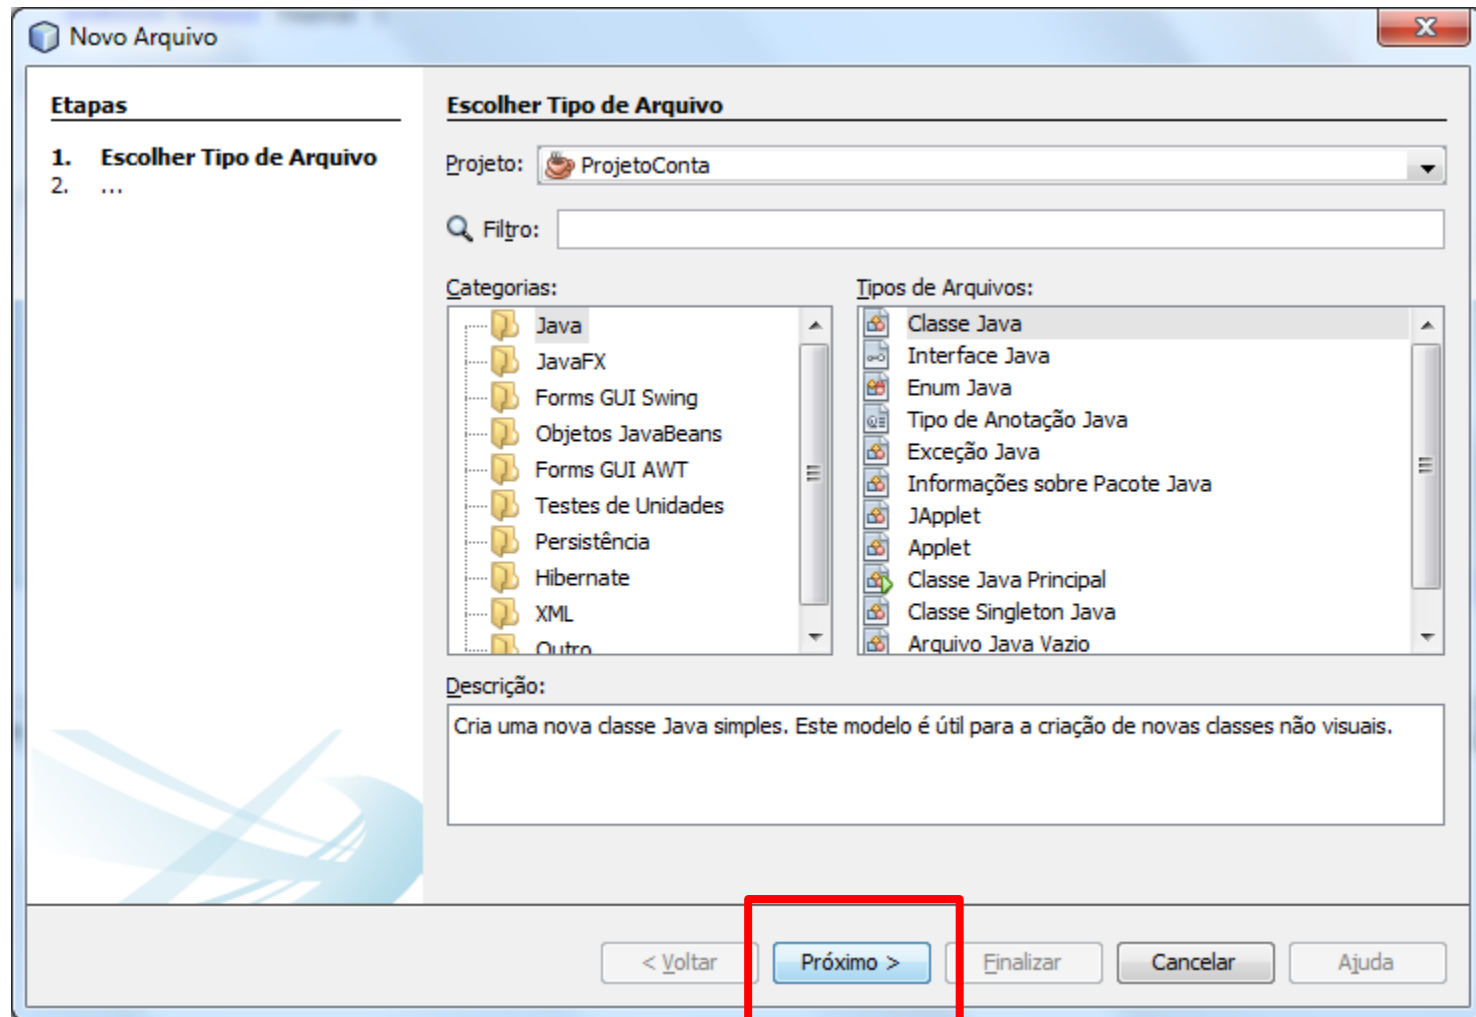 Novo Arquivo
Etapas
1. Escolher Tipo de Arquivo
2. ...
Escolher Tipo de Arquivo
Projeto: ProjetoConta
Filtro:
Categorias:
Java
JavaFX
Forms GUI Swing
Objetos JavaBeans
Forms GUI AWT
Testes de Unidades
Persistência
Hibernate
XML
Outro
Tipos de Arquivos:
Classe Java
Interface Java
Enum Java
Tipo de Anotação Java
Exceção Java
Informações sobre Pacote Java
JApplet
Applet
Classe Java Principal
Classe Singleton Java
Arquivo Java Vazio
Descrição:
Cria uma nova classe Java simples. Este modelo é útil para a criação de novas classes não visuais.
< Voltar Próximo > Finalizar Cancelar Ajuda